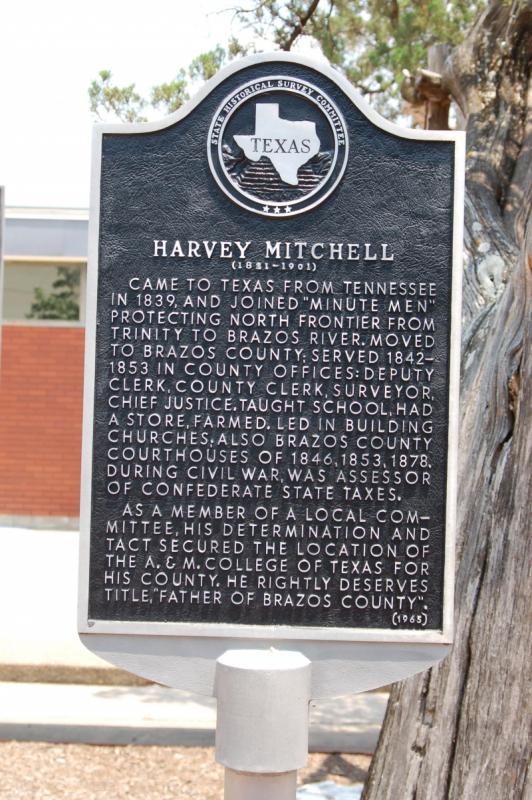 STATE HISTORICAL SURVEY COMMITTEE
TEXAS
HARVEY MITCHELL
(1821-1901)
CAME TO TEXAS FROM TENNESSEE
IN 1839, AND JOINED "MINUTE MEN"
PROTECTING NORTH FRONTIER FROM
TRINITY TO BRAZOS RIVER. MOVED
TO BRAZOS COUNTY; SERVED 1842-
1853 IN COUNTY OFFICES: DEPUTY
CLERK, COUNTY CLERK, SURVEYOR,
CHIEF JUSTICE. TAUGHT SCHOOL, HAD
A STORE, FARMED. LED IN BUILDING
CHURCHES; ALSO BRAZOS COUNTY
COURTHOUSES OF 1846, 1853, 1878.
DURING CIVIL WAR, WAS ASSESSOR
OF CONFEDERATE STATE TAXES.
AS A MEMBER OF A LOCAL COM-
MITTEE, HIS DETERMINATION AND
TACT SECURED THE LOCATION OF
THE A. & M. COLLEGE OF TEXAS FOR
HIS COUNTY. HE RIGHTLY DESERVES
TITLE, "FATHER OF BRAZOS COUNTY".
(1965)